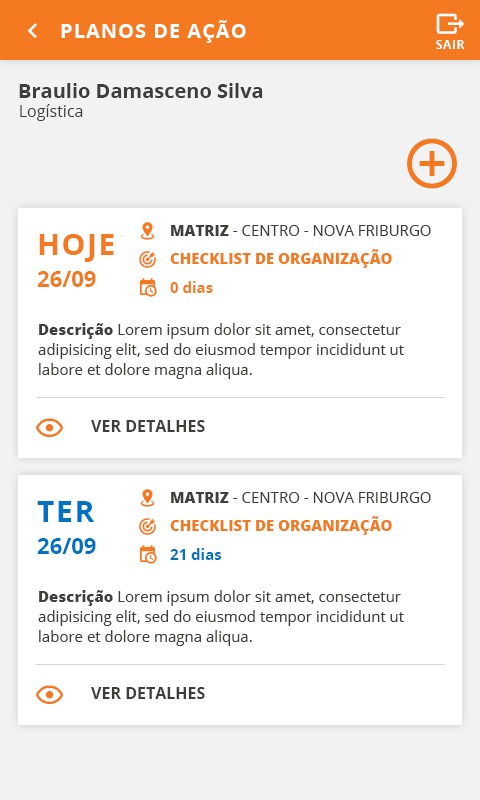 PLANOS DE AÇÃO
SAIR
Braulio Damasceno Silva
Logística
HOJE
26/09
MATRIZ - CENTRO - NOVA FRIBURGO
CHECKLIST DE ORGANIZAÇÃO
0 dias
Descrição Lorem ipsum dolor sit amet, consectetur
adipisicing elit, sed do eiusmod tempor incididunt ut
labore et dolore magna aliqua.
VER DETALHES
TER
26/09
MATRIZ - CENTRO - NOVA FRIBURGO
CHECKLIST DE ORGANIZAÇÃO
21 dias
Descrição Lorem ipsum dolor sit amet, consectetur
adipisicing elit, sed do eiusmod tempor incididunt ut
labore et dolore magna aliqua.
VER DETALHES